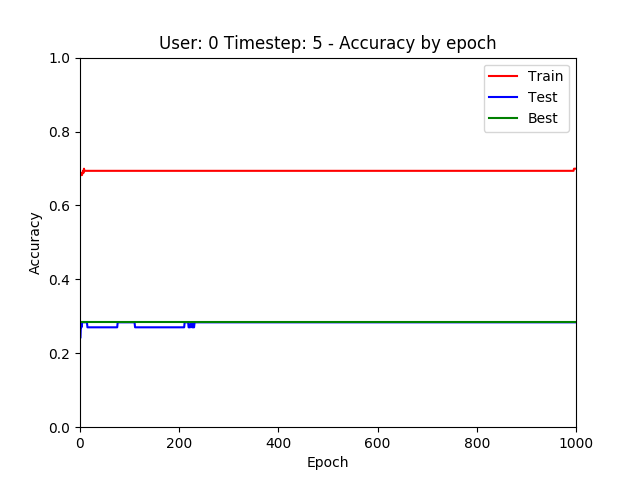 User: 0 Timestep: 5 - Accuracy by epoch
1.0
0.8
0.6
0.4
0.2
0.0
Accuracy
Train
Test
Best
0 200 400 600 800 1000
Epoch